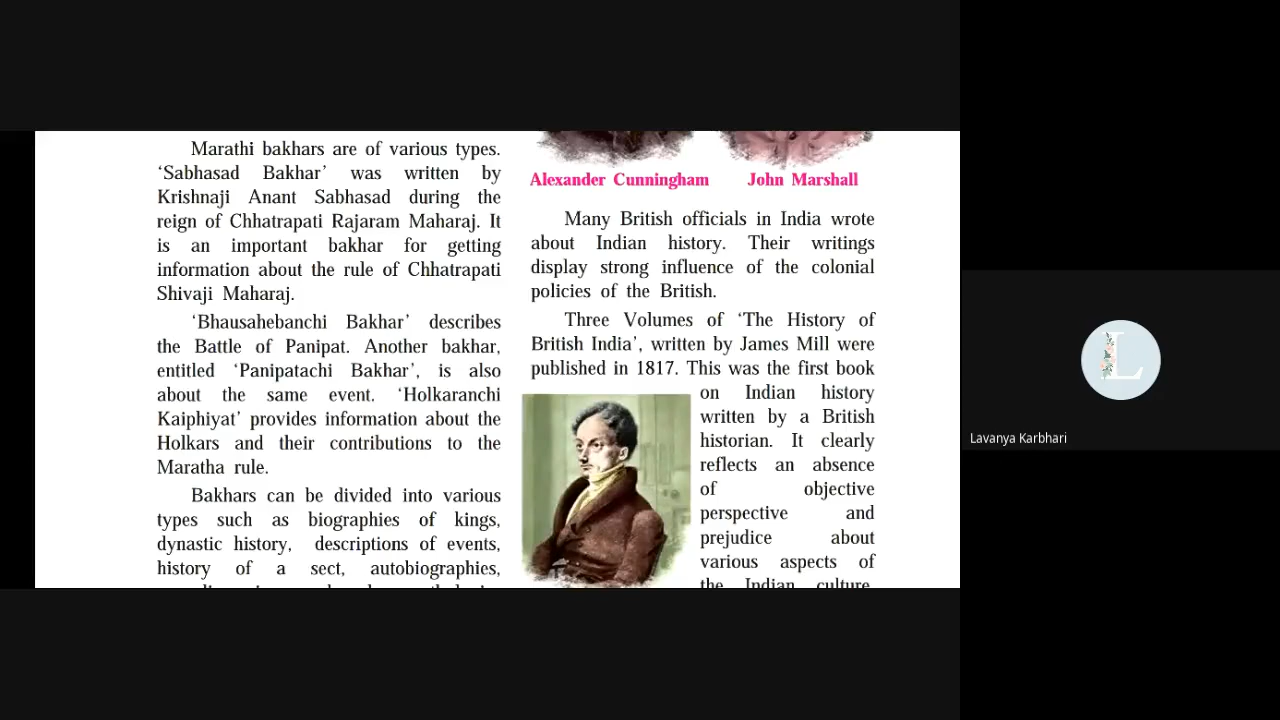 Marathi bakhars are of various types.
‘Sabhasad Bakhar’ was written by
Krishnaji Anant Sabhasad during the
reign of Chhatrapati Rajaram Maharaj. It
is an important bakhar for getting
information about the rule of Chhatrapati
Shivaji Maharaj.
‘Bhausahebanchi Bakhar’ describes
the Battle of Panipat. Another bakhar,
entitled ‘Panipatachi Bakhar’, is also
about the same event. ‘Holkaranchi
Kaiphiyat’ provides information about the
Holkars and their contributions to the
Maratha rule.
Bakhars can be divided into various
types such as biographies of kings,
dynastic history, descriptions of events,
history of a sect, autobiographies,
Alexander Cunningham John Marshall
Many British officials in India wrote
about Indian history. Their writings
display strong influence of the colonial
policies of the British.
Three Volumes of ‘The History of
British India’, written by James Mill were
published in 1817. This was the first book
on Indian history
written by a British
historian. It clearly
reflects an absence
of objective
perspective and
prejudice about
various aspects of
the Indian culture.
L
Lavanya Karbhari